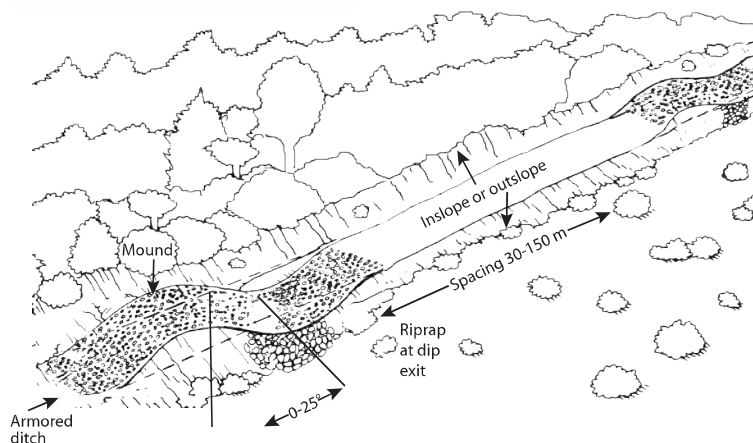 Mound
Inslope or outslope
Spacing 30-150 m
Riprap
at dip
exit
0-25°
Armored
ditch